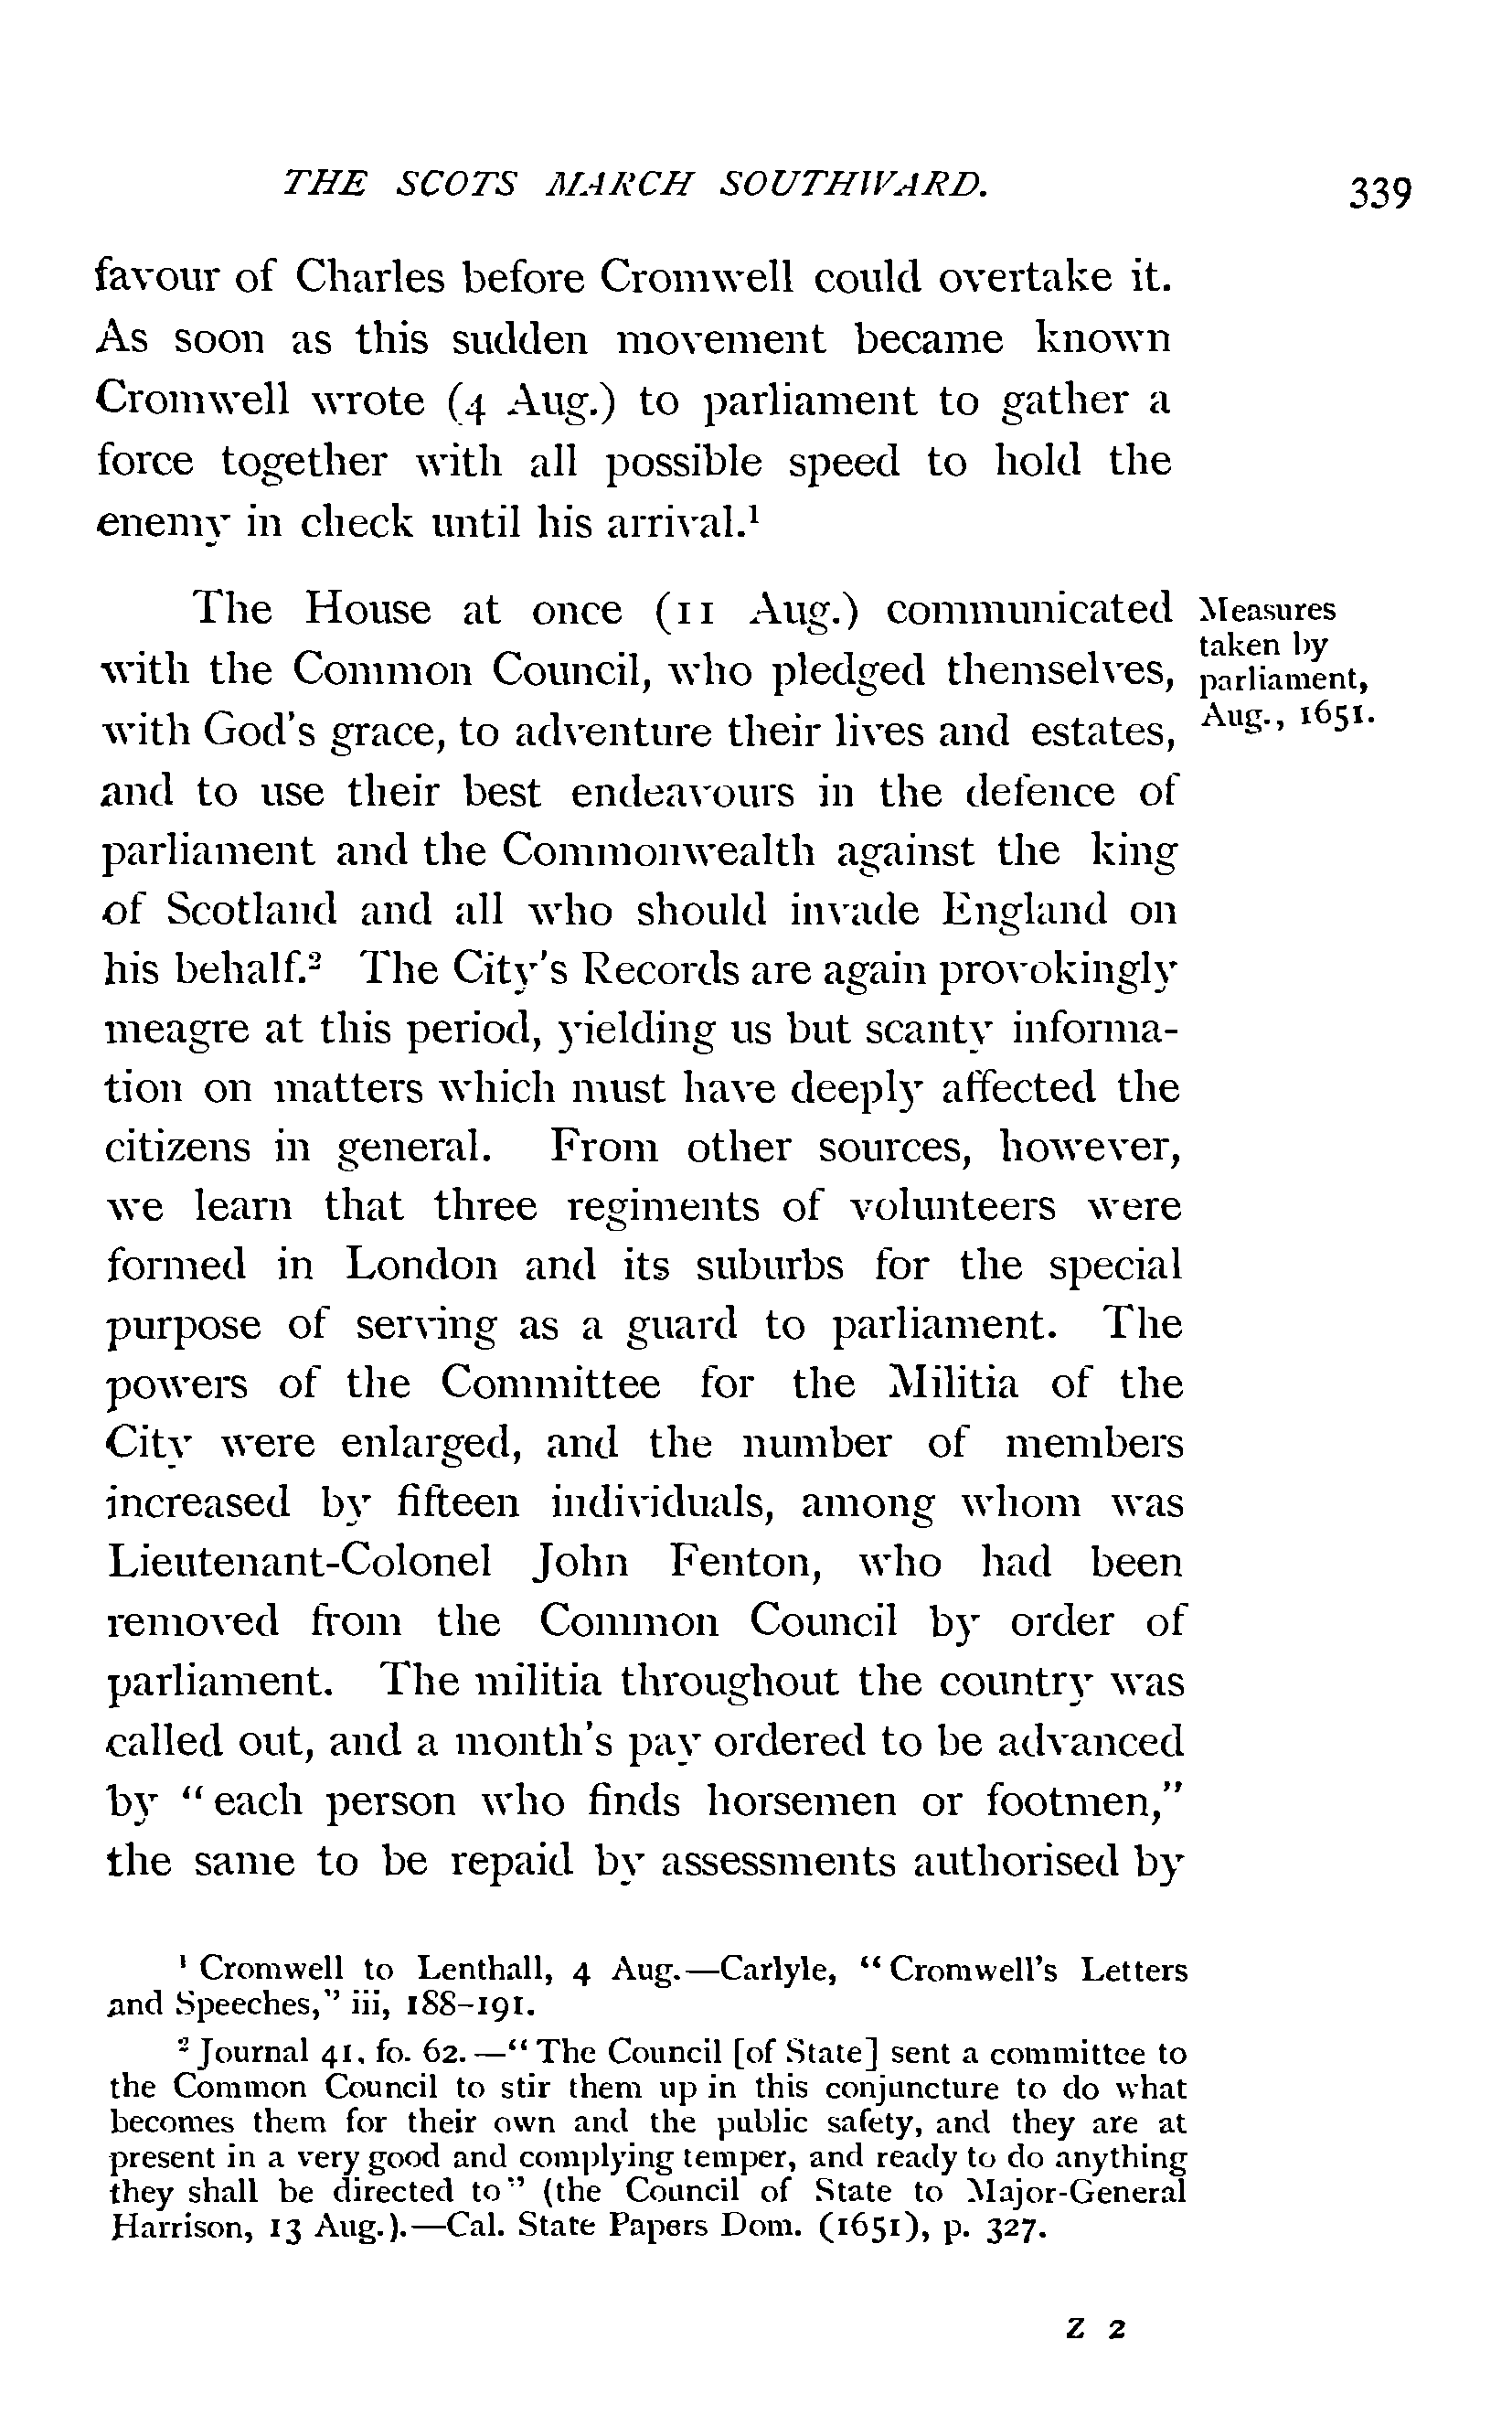 THE SCOTS MARCH SOUTHWARD. 339
favour of Charles before Cromwell could overtake it.
As soon as this sudden movement became known
Cromwell wrote (4 Aug.) to parliament to gather a
force together with all possible speed to hold the
enemy in check until his arrival.¹
The House at once (11 Aug.) communicated
with the Common Council, who pledged themselves,
with God's grace, to adventure their lives and estates,
and to use their best endeavours in the defence of
parliament and the Commonwealth against the king
of Scotland and all who should invade England on
his behalf.² The City's Records are again provokingly
meagre at this period, yielding us but scanty informa-
tion on matters which must have deeply affected the
citizens in general. From other sources, however,
we learn that three regiments of volunteers were
formed in London and its suburbs for the special
purpose of serving as a guard to parliament. The
powers of the Committee for the Militia of the
City were enlarged, and the number of members
increased by fifteen individuals, among whom was
Lieutenant-Colonel John Fenton, who had been
removed from the Common Council by order of
parliament. The militia throughout the country was
called out, and a month's pay ordered to be advanced
by "each person who finds horsemen or footmen,"
the same to be repaid by assessments authorised by
Measures
taken by
parliament,
Aug., 1651.
¹ Cromwell to Lenthall, 4 Aug.—Carlyle, "Cromwell's Letters
and Speeches," iii, 188-191.
² Journal 41, fo. 62.—"The Council [of State] sent a committee to
the Common Council to stir them up in this conjuncture to do what
becomes them for their own and the public safety, and they are at
present in a very good and complying temper, and ready to do anything
they shall be directed to" (the Council of State to Major-General
Harrison, 13 Aug.).—Cal. State Papers Dom. (1651), p. 327.
Z 2